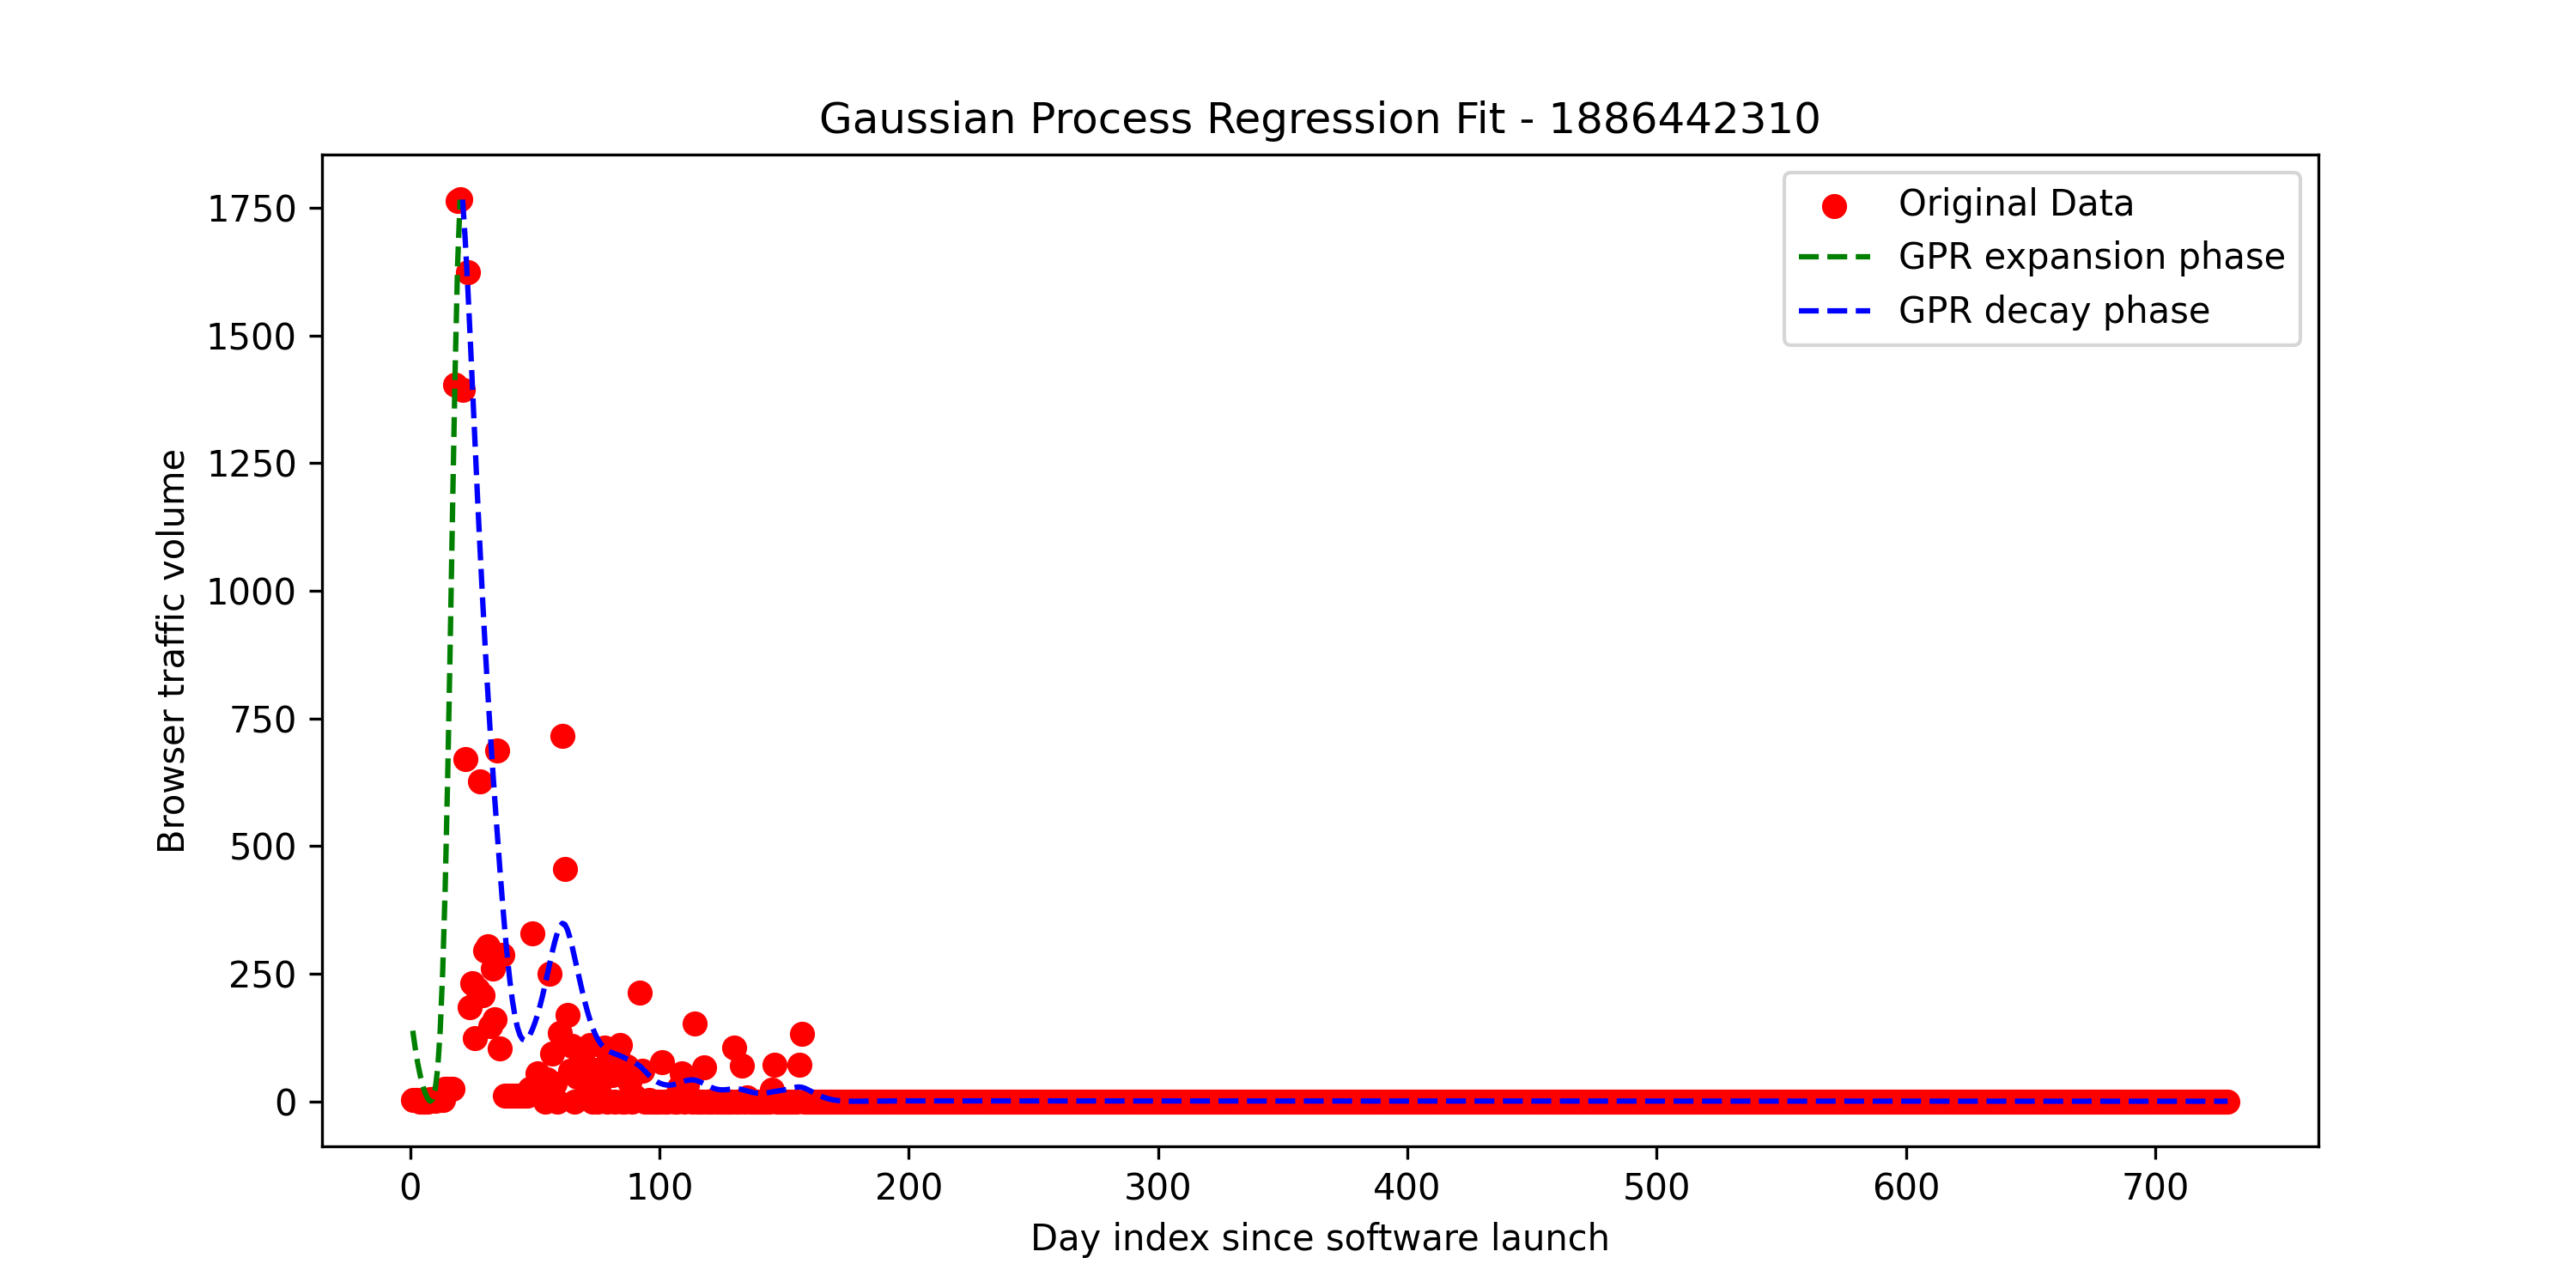 Gaussian Process Regression Fit - 1886442310
Original Data
GPR expansion phase
GPR decay phase
Browser traffic volume
1750
1500
1250
1000
750
500
250
0
0 100 200 300 400 500 600 700
Day index since software launch